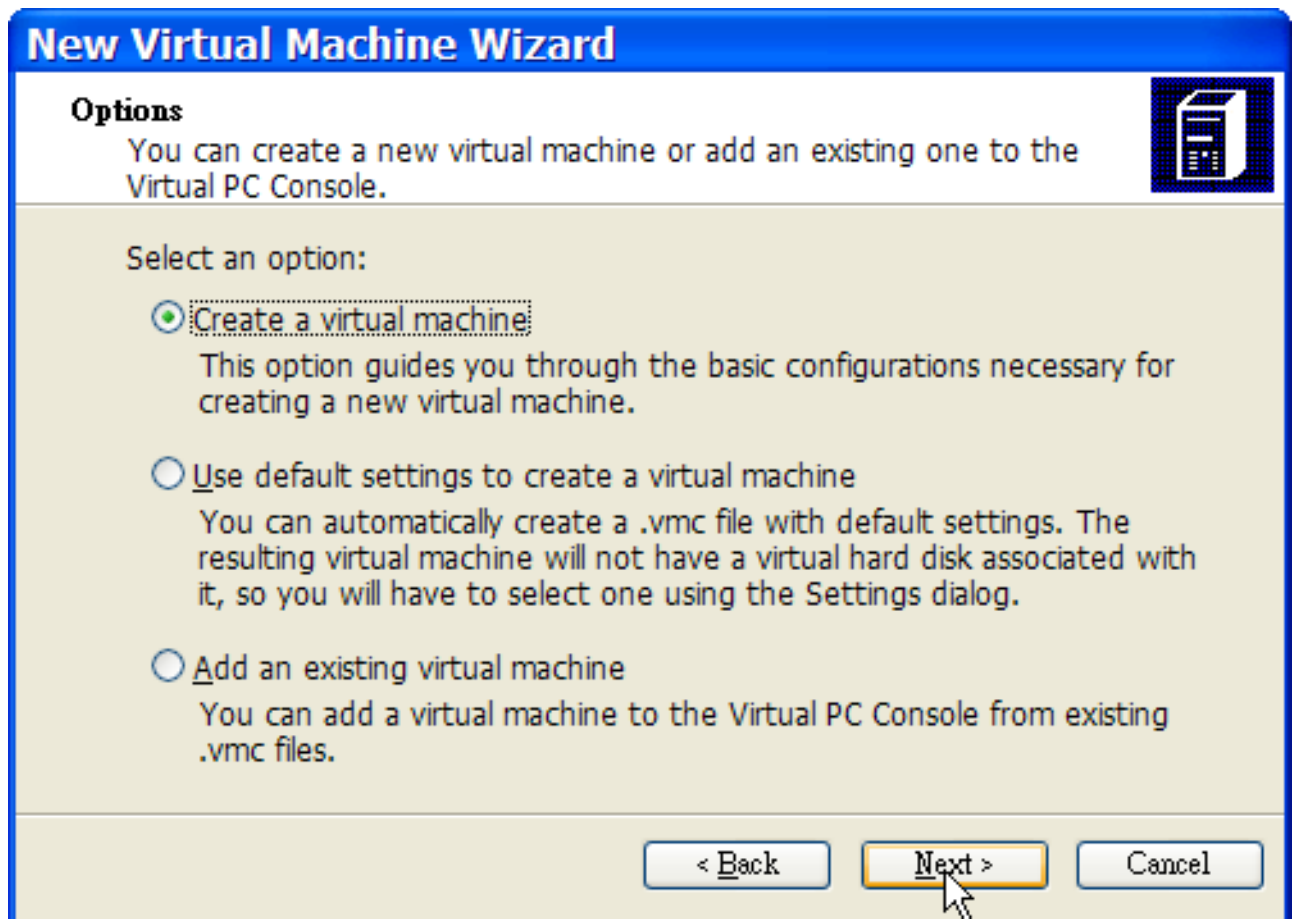 New Virtual Machine Wizard
Options
You can create a new virtual machine or add an existing one to the
Virtual PC Console.
Select an option:
Create a virtual machine
This option guides you through the basic configurations necessary for
creating a new virtual machine.
Use default settings to create a virtual machine
You can automatically create a .vmc file with default settings. The
resulting virtual machine will not have a virtual hard disk associated with
it, so you will have to select one using the Settings dialog.
Add an existing virtual machine
You can add a virtual machine to the Virtual PC Console from existing
.vmc files.
< Back Next > Cancel